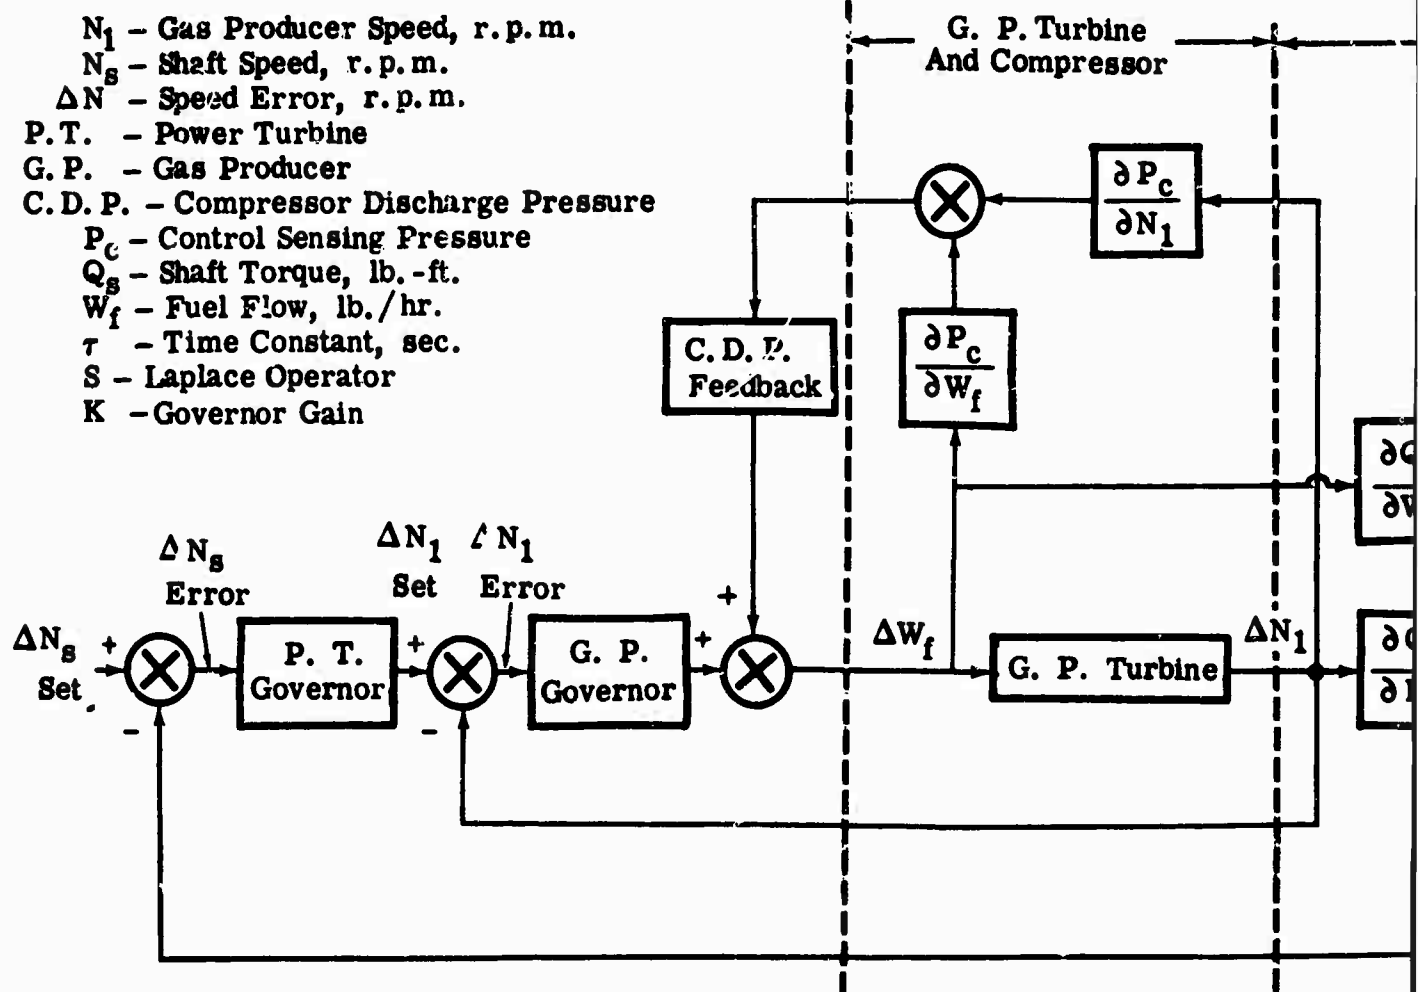 N1 – Gas Producer Speed, r.p.m.
Ns – Shaft Speed, r.p.m.
ΔN – Speed Error, r.p.m.
P.T. – Power Turbine
G.P. – Gas Producer
C.D.P. – Compressor Discharge Pressure
Pc – Control Sensing Pressure
Qs – Shaft Torque, lb.-ft.
Wf – Fuel Flow, lb./hr.
τ – Time Constant, sec.
S – Laplace Operator
K – Governor Gain
G. P. Turbine
And Compressor
∂Pc
∂N1
C. D. P.
Feedback
∂Pc
∂Wf
∂Q
∂W
ΔNs
Error
ΔN1
Set
ΔN1
Error
ΔNs
Set
+
–
P. T.
Governor
+
–
G. P.
Governor
+
+
ΔWf
G. P. Turbine
ΔN1
∂
∂